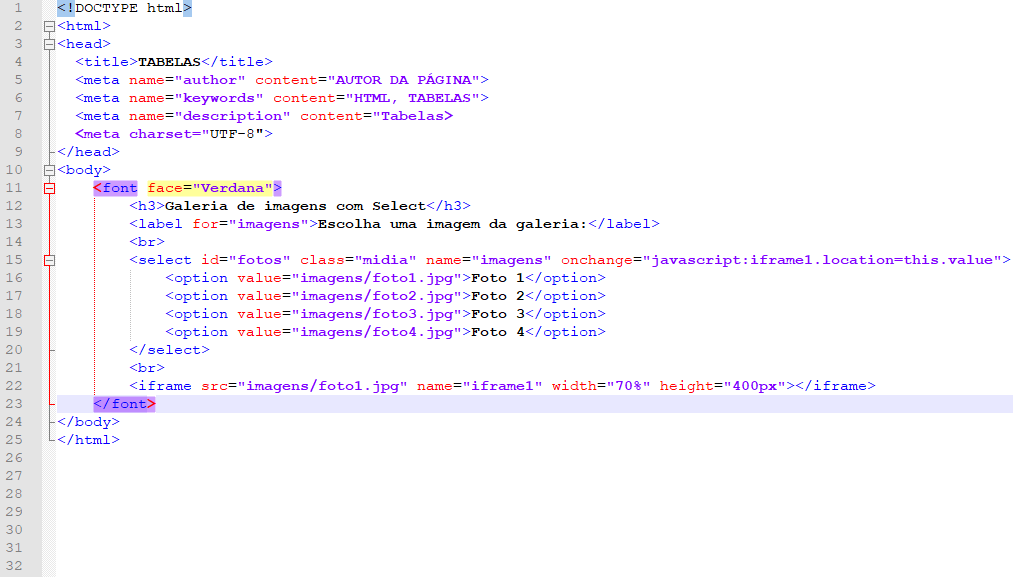 1 <!DOCTYPE html>
2 <html>
3 <head>
4 <title>TABELAS</title>
5 <meta name="author" content="AUTOR DA PÁGINA">
6 <meta name="keywords" content="HTML, TABELAS">
7 <meta name="description" content="Tabelas>
8 <meta charset="UTF-8">
9 </head>
10 <body>
11 <font face="Verdana">
12 <h3>Galeria de imagens com Select</h3>
13 <label for="imagens">Escolha uma imagem da galeria:</label>
14 <br>
15 <select id="fotos" class="midia" name="imagens" onchange="javascript:iframe1.location=this.value">
16 <option value="imagens/foto1.jpg">Foto 1</option>
17 <option value="imagens/foto2.jpg">Foto 2</option>
18 <option value="imagens/foto3.jpg">Foto 3</option>
19 <option value="imagens/foto4.jpg">Foto 4</option>
20 </select>
21 <br>
22 <iframe src="imagens/foto1.jpg" name="iframe1" width="70%" height="400px"></iframe>
23 </font>
24 </body>
25 </html>
26
27
28
29
30
31
32